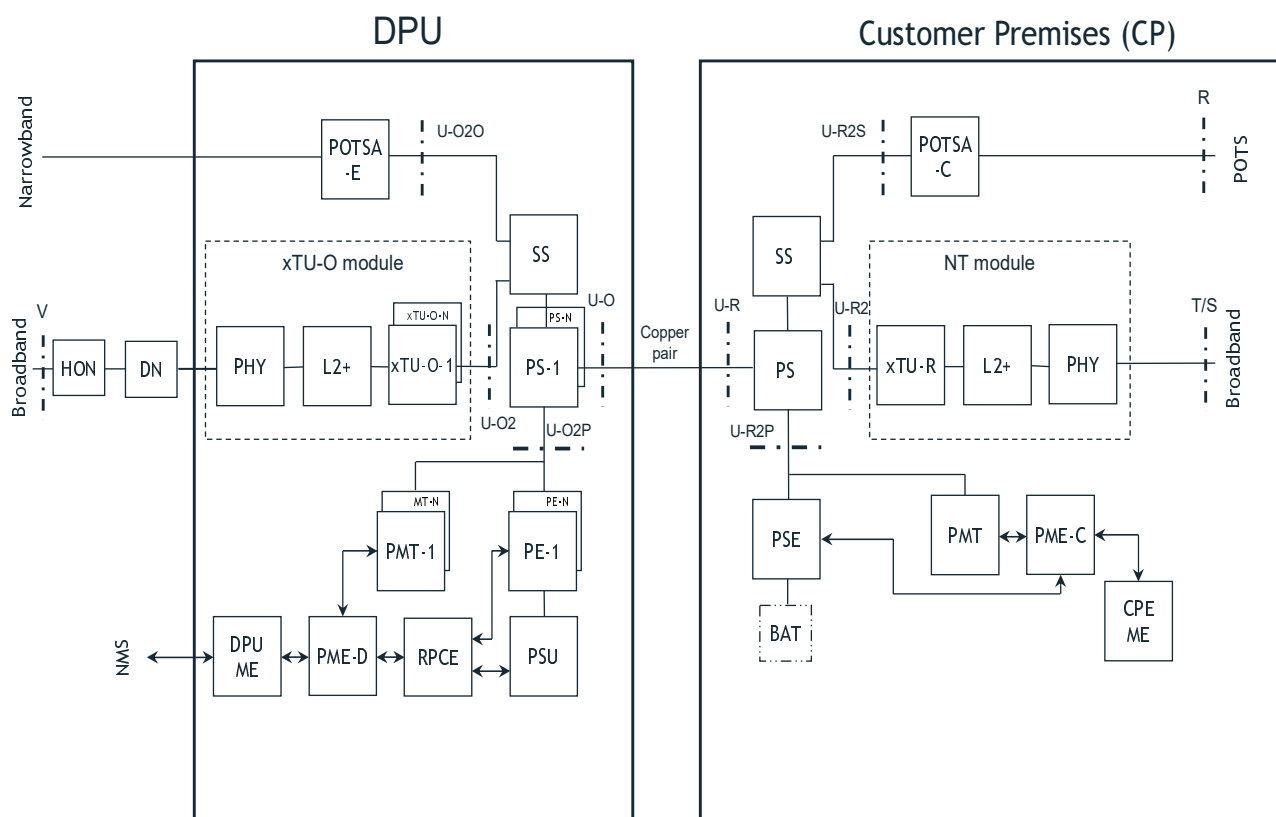 DPU
Customer Premises (CP)
Narrowband
POTSA
-E
U-O2O
U-R2S
POTSA
-C
R
POTS
xTU-O module
SS
SS
NT module
V
Broadband
HON
DN
PHY
L2+
xTU-O-N
xTU-O-1
U-O2
PS-N
PS-1
U-O
Copper
pair
U-R
PS
U-R2
xTU-R
L2+
PHY
T/S
Broadband
U-O2P
U-R2P
MT-N
PMT-1
PE-N
PE-1
PSE
PMT
PME-C
NMS
DPU
ME
PME-D
RPCE
PSU
BAT
CPE
ME